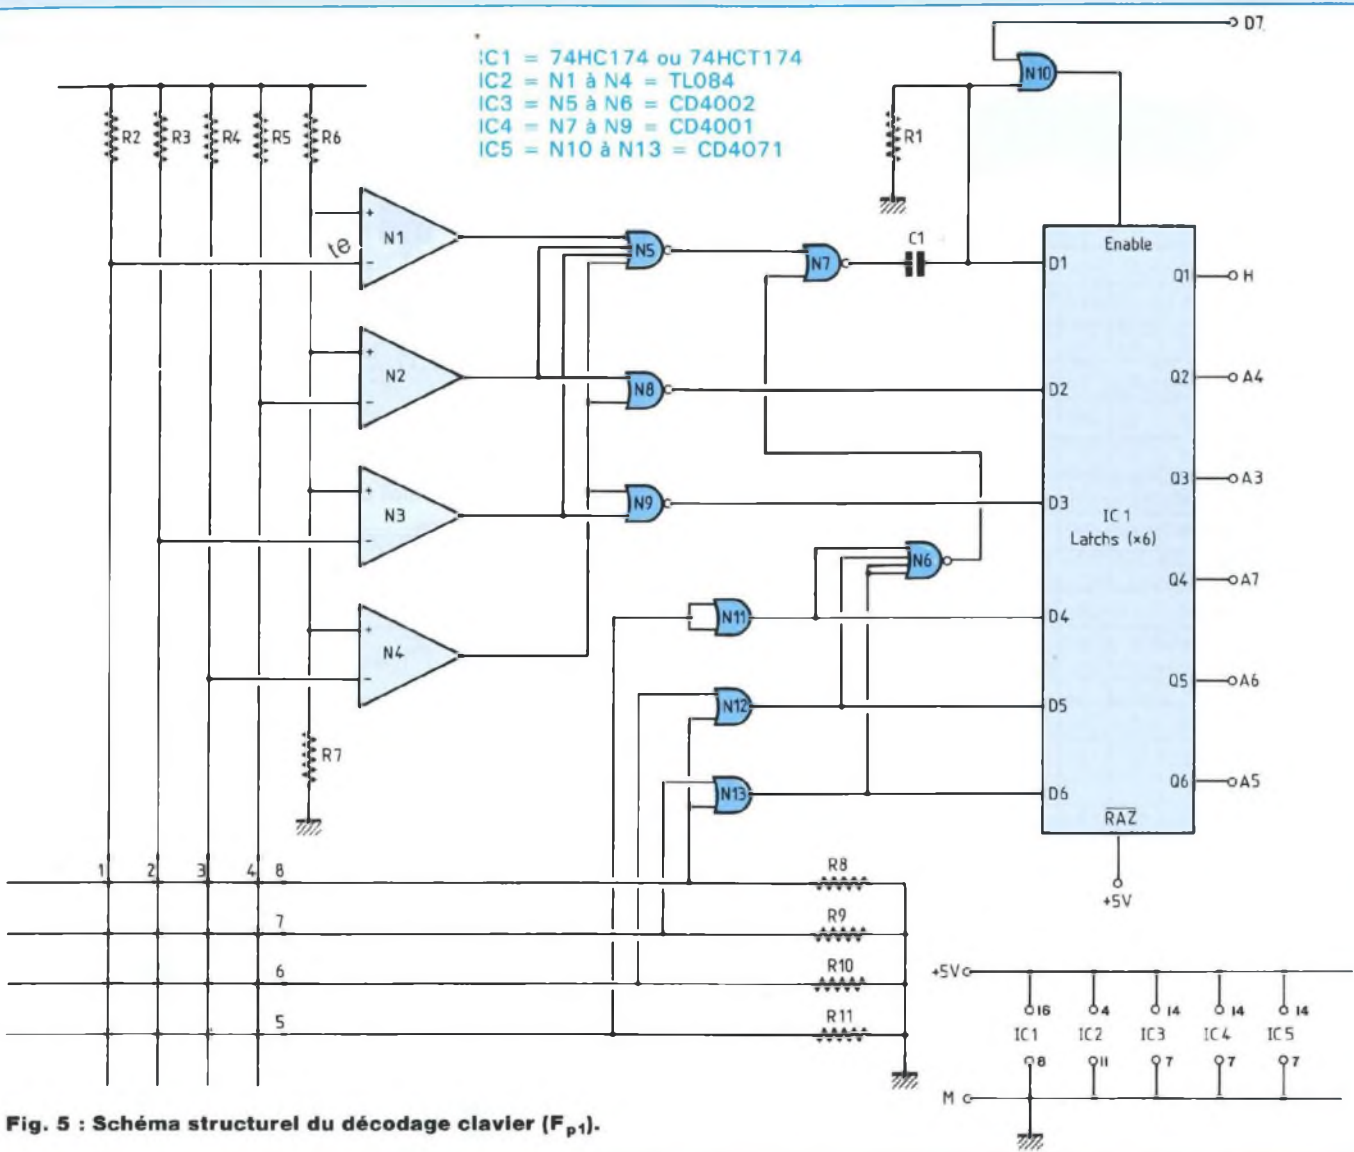 D7
IC1 = 74HC174 ou 74HCT174
IC2 = N1 à N4 = TL084
IC3 = N5 à N6 = CD4002
IC4 = N7 à N9 = CD4001
IC5 = N10 à N13 = CD4071
N10
R2 R3 R4 R5 R6
R1
+
N1
te
-
N5
N7
C1
D1
Enable
Q1 H
+
N2
-
N8
D2
Q2 A4
+
N3
-
N9
D3
Q3 A3
IC1
Latchs (×6)
N6
Q4 A7
+
N4
-
N11
D4
N12
D5
Q5 A6
R7
N13
D6
Q6 A5
RAZ
+5V
1 2 3 4 8
R8
7
R9
6
R10
5
R11
+5V
16 4 14 14 14
IC1 IC2 IC3 IC4 IC5
8 11 7 7 7
M
Fig. 5 : Schéma structurel du décodage clavier (Fp1).